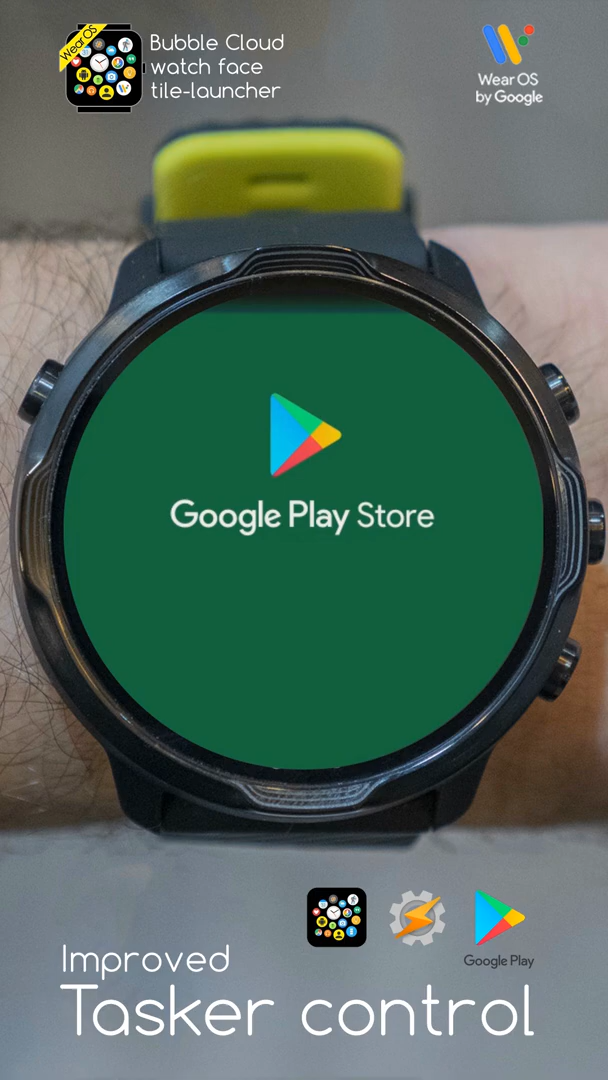 Wear OS
Bubble Cloud
watch face
tile-launcher
Wear OS
by Google
Google Play Store
Google Play
Improved
Tasker control